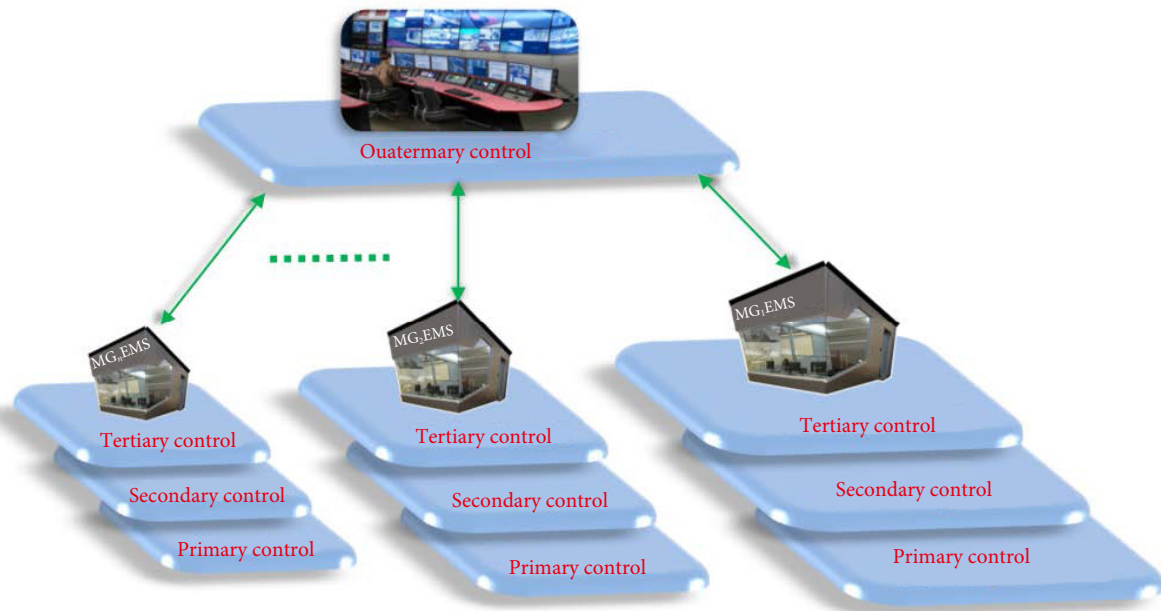 Ouatermary control
MGnEMS
MG2EMS
MG1EMS
Tertiary control
Tertiary control
Tertiary control
Secondary control
Secondary control
Secondary control
Primary control
Primary control
Primary control